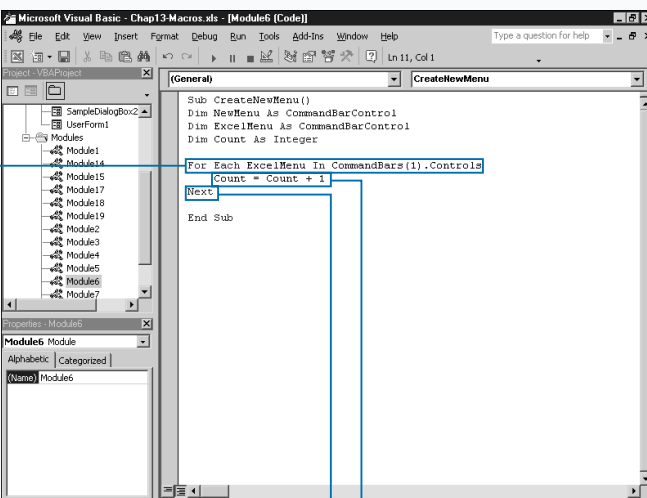 Microsoft Visual Basic - Chap13-Macros.xls - [Module6 (Code)]
File Edit View Insert Format Debug Run Tools Add-Ins Window Help Type a question for help
Ln 11, Col 1
Project - VBAProject
(General) CreateNewMenu
SampleDialogBox2
UserForm1
Modules
Module1
Module14
Module15
Module17
Module18
Module19
Module2
Module3
Module4
Module5
Module6
Module7
Sub CreateNewMenu()
Dim NewMenu As CommandBarControl
Dim ExcelMenu As CommandBarControl
Dim Count As Integer
For Each ExcelMenu In CommandBars(1).Controls
Count = Count + 1
Next
End Sub
Properties - Module6
Module6 Module
Alphabetic Categorized
(Name) Module6